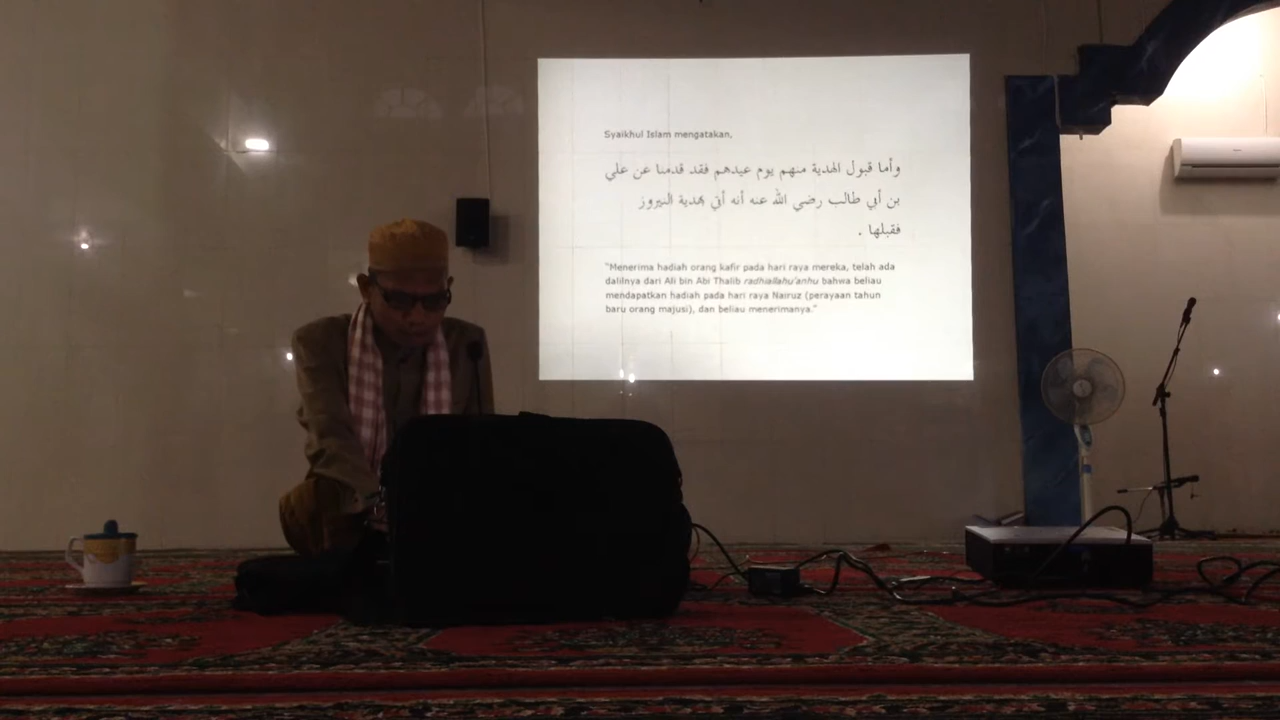 Syaikhul Islam mengatakan,
وأما قبول الهدية منهم يوم عيدهم فقد قدمنا عن علي
بن أبي طالب رضي الله عنه أنه أتي بهدية النيروز
فقبلها .
"Menerima hadiah orang kafir pada hari raya mereka, telah ada
dalilnya dari Ali bin Abi Thalib radhiallahu'anhu bahwa beliau
mendapatkan hadiah pada hari raya Nairuz (perayaan tahun
baru orang majusi), dan beliau menerimanya."